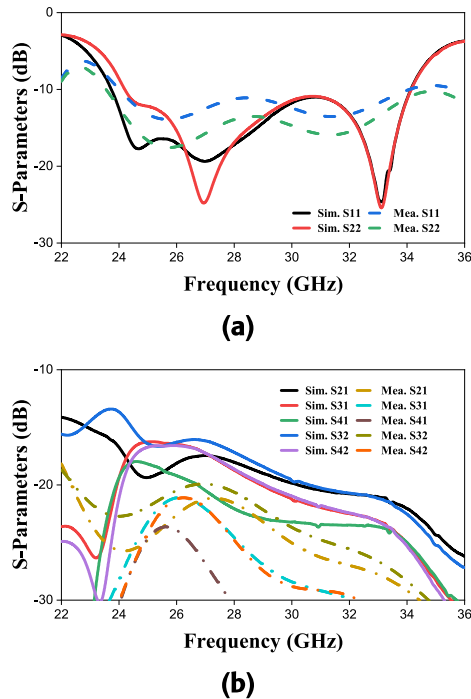 0
-10
-20
-30
S-Parameters (dB)
Sim. S11
Mea. S11
Sim. S22
Mea. S22
22 24 26 28 30 32 34 36
Frequency (GHz)
(a)
-10
-20
-30
S-Parameters (dB)
Sim. S21
Mea. S21
Sim. S31
Mea. S31
Sim. S41
Mea. S41
Sim. S32
Mea. S32
Sim. S42
Mea. S42
22 24 26 28 30 32 34 36
Frequency (GHz)
(b)